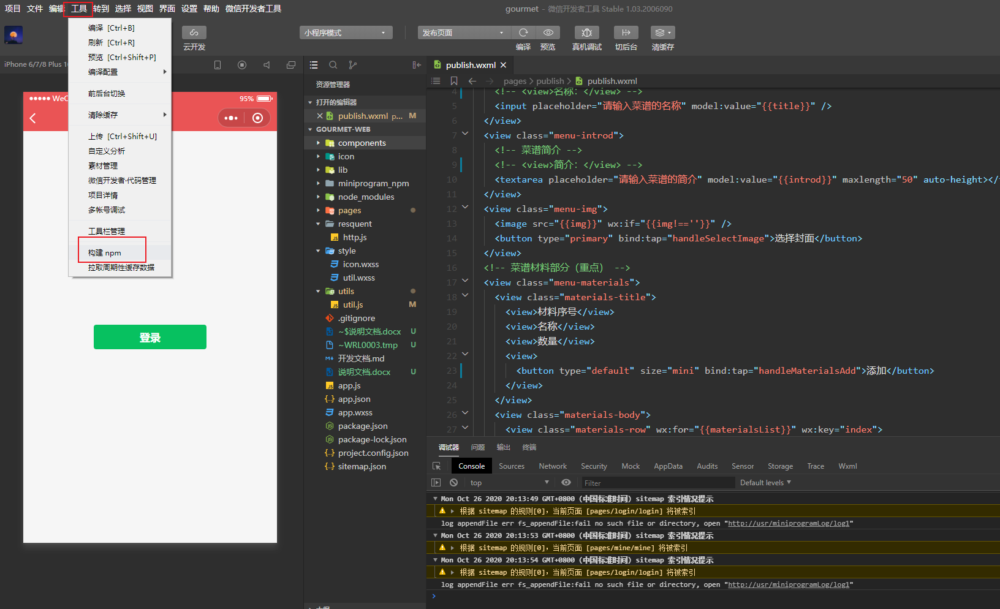 项目 文件 编辑 工具 转到 选择 视图 界面 设置 帮助 微信开发者工具
gourmet - 微信开发者工具 Stable 1.03.2006090
云开发
小程序模式
发布页面
编译 预览 真机调试 切后台 清缓存
编译 [Ctrl+B]
刷新 [Ctrl+R]
预览 [Ctrl+Shift+P]
编译配置
前后台切换
清除缓存
上传 [Ctrl+Shift+U]
自定义分析
素材管理
微信开发者·代码管理
项目详情
多帐号调试
工具栏管理
构建 npm
拉取周期性缓存数据
iPhone 6/7/8 Plus
95%
登录
资源管理器
打开的编辑器
publish.wxml p... M
GOURMET-WEB
components
icon
lib
miniprogram_npm
node_modules
pages
resquent
http.js
style
icon.wxss
util.wxss
utils
util.js M
.gitignore
~$说明文档.docx U
~WRL0003.tmp U
开发文档.md
说明文档.docx U
app.js
app.json
app.wxss
package.json
package-lock.json
project.config.json
sitemap.json
publish.wxml
pages > publish > publish.wxml
4 <!-- <view>名称: </view> -->
5 <input placeholder="请输入菜谱的名称" model:value="{{title}}" />
6 </view>
7 <view class="menu-introd">
8 <!-- 菜谱简介 -->
9 <!-- <view>简介: </view> -->
10 <textarea placeholder="请输入菜谱的简介" model:value="{{introd}}" maxlength="50" auto-height></
11 </view>
12 <view class="menu-img">
13 <image src="{{img}}" wx:if="{{img!==''}}" />
14 <button type="primary" bind:tap="handleSelectImage">选择封面</button>
15 </view>
16 <!-- 菜谱材料部分（重点） -->
17 <view class="menu-materials">
18 <view class="materials-title">
19 <view>材料序号</view>
20 <view>名称</view>
21 <view>数量</view>
22 <view>
23 <button type="default" size="mini" bind:tap="handleMaterialsAdd">添加</button>
24 </view>
25 </view>
26 <view class="materials-body">
27 <view class="materials-row" wx:for="{{materialsList}}" wx:key="index">
调试器 问题 输出 终端
Console Sources Network Security Mock AppData Audits Sensor Storage Trace Wxml
top
Filter
Default levels
Mon Oct 26 2020 20:13:49 GMT+0800 (中国标准时间) sitemap 索引情况提示
根据 sitemap 的规则[0]，当前页面 [pages/login/login] 将被索引
log appendFile err fs_appendFile:fail no such file or directory, open "http://usr/miniprogramLog/log1"
Mon Oct 26 2020 20:13:53 GMT+0800 (中国标准时间) sitemap 索引情况提示
根据 sitemap 的规则[0]，当前页面 [pages/mine/mine] 将被索引
Mon Oct 26 2020 20:13:54 GMT+0800 (中国标准时间) sitemap 索引情况提示
根据 sitemap 的规则[0]，当前页面 [pages/login/login] 将被索引
log appendFile err fs_appendFile:fail no such file or directory, open "http://usr/miniprogramLog/log1"